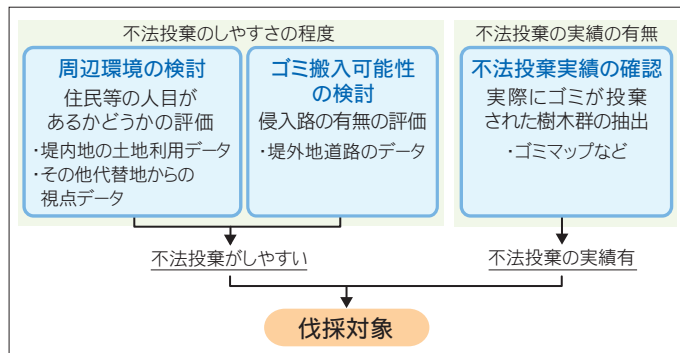 不法投棄のしやすさの程度
周辺環境の検討
住民等の人目が
あるかどうかの評価
・堤内地の土地利用データ
・その他代替地からの
視点データ
ゴミ搬入可能性
の検討
侵入路の有無の評価
・堤外地道路のデータ
不法投棄の実績の有無
不法投棄実績の確認
実際にゴミが投棄
された樹木群の抽出
・ゴミマップなど
不法投棄がしやすい
不法投棄の実績有
伐採対象